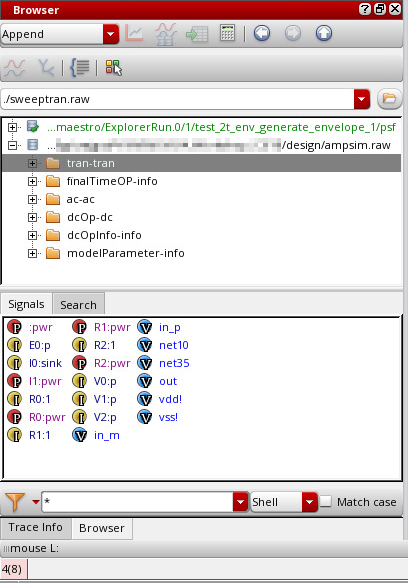 Browser
Append
./sweeptran.raw
...maestro/ExplorerRun.0/1/test_2t_env_generate_envelope_1/psf
/design/ampsim.raw
tran-tran
finalTimeOP-info
ac-ac
dcOp-dc
dcOpInfo-info
modelParameter-info
Signals Search
:pwr R1:pwr in_p
E0:p R2:1 net10
I0:sink R2:pwr net35
I1:pwr V0:p out
R0:1 V1:p vdd!
R0:pwr V2:p vss!
R1:1 in_m
* Shell Match case
Trace Info Browser
mouse L:
4(8)